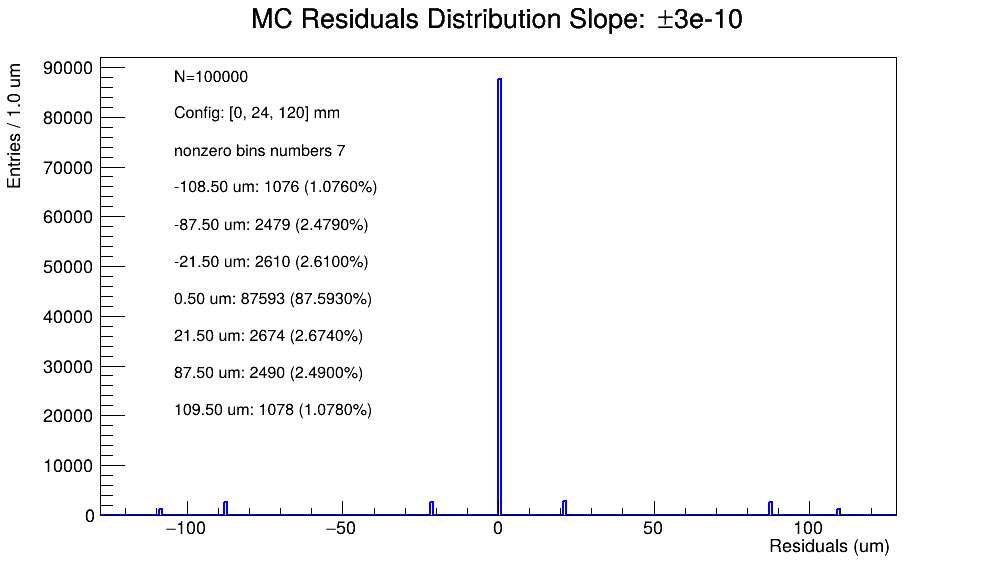 MC Residuals Distribution Slope: ±3e-10
Entries / 1.0 um
90000
80000
70000
60000
50000
40000
30000
20000
10000
0
N=100000
Config: [0, 24, 120] mm
nonzero bins numbers 7
-108.50 um: 1076 (1.0760%)
-87.50 um: 2479 (2.4790%)
-21.50 um: 2610 (2.6100%)
0.50 um: 87593 (87.5930%)
21.50 um: 2674 (2.6740%)
87.50 um: 2490 (2.4900%)
109.50 um: 1078 (1.0780%)
−100 −50 0 50 100
Residuals (um)